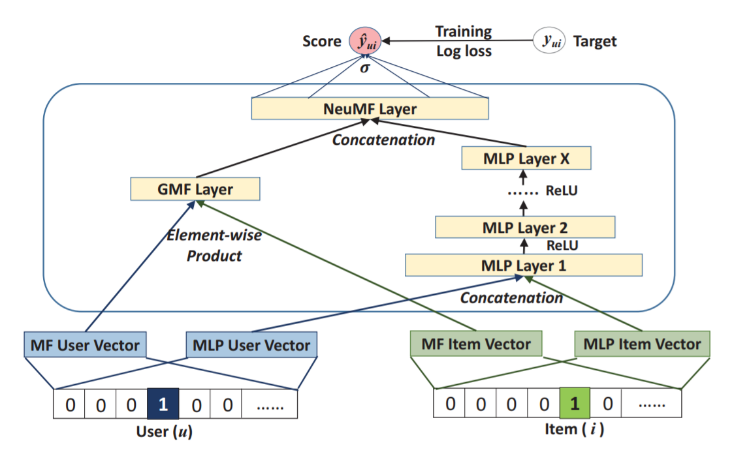 Score ŷui Training yui Target
Log loss
σ
NeuMF Layer
Concatenation
MLP Layer X
GMF Layer
...... ReLU
Element-wise
Product
MLP Layer 2
ReLU
MLP Layer 1
Concatenation
MF User Vector MLP User Vector MF Item Vector MLP Item Vector
0 0 0 1 0 0 ...... 0 0 0 0 1 0 ......
User (u) Item ( i )